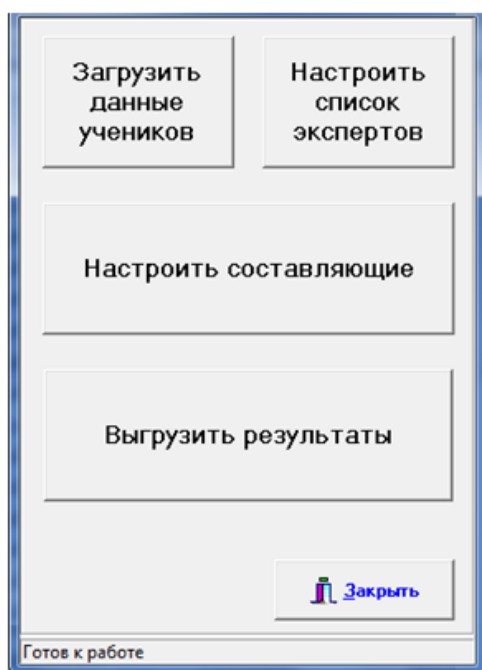 Загрузить
данные
учеников
Настроить
список
экспертов
Настроить составляющие
Выгрузить результаты
Закрыть
Готов к работе